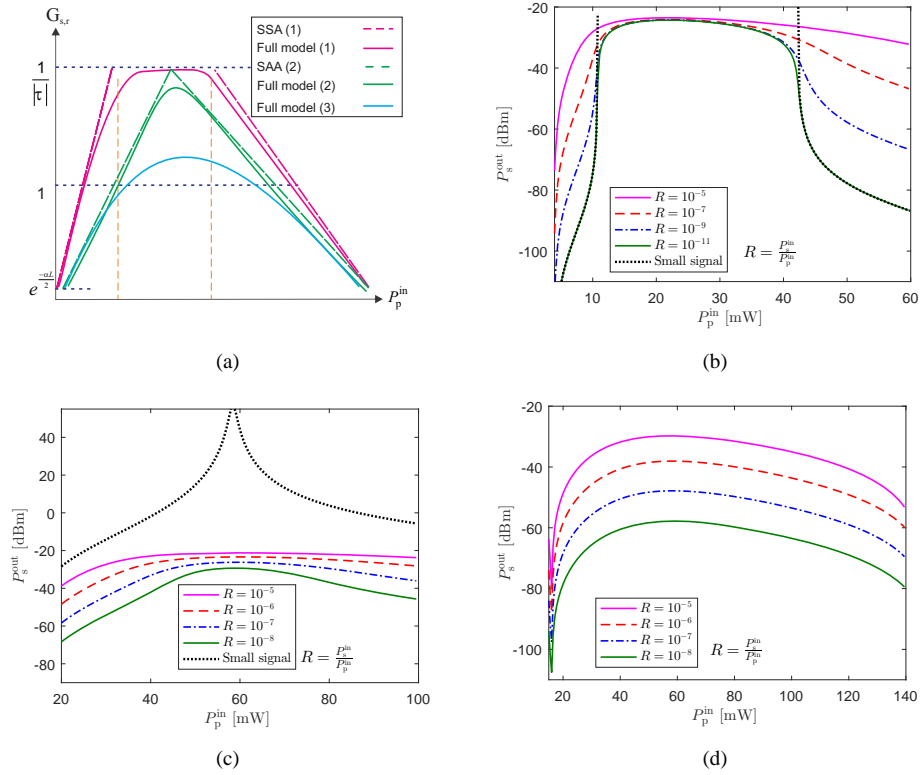 G_{s,r}
SSA (1)
Full model (1)
SAA (2)
Full model (2)
Full model (3)
1
|τ|
1
e^{-αL/2}
P_p^{in}
(a)
-20
-40
-60
-80
-100
P_s^{out} [dBm]
R = 10^{-5}
R = 10^{-7}
R = 10^{-9}
R = 10^{-11}
Small signal
R = P_s^{in}/P_p^{in}
10 20 30 40 50 60
P_p^{in} [mW]
(b)
40
20
0
-20
-40
-60
-80
P_s^{out} [dBm]
R = 10^{-5}
R = 10^{-6}
R = 10^{-7}
R = 10^{-8}
Small signal
R = P_s^{in}/P_p^{in}
20 40 60 80 100
P_p^{in} [mW]
(c)
-20
-40
-60
-80
-100
P_s^{out} [dBm]
R = 10^{-5}
R = 10^{-6}
R = 10^{-7}
R = 10^{-8}
R = P_s^{in}/P_p^{in}
20 40 60 80 100 120 140
P_p^{in} [mW]
(d)